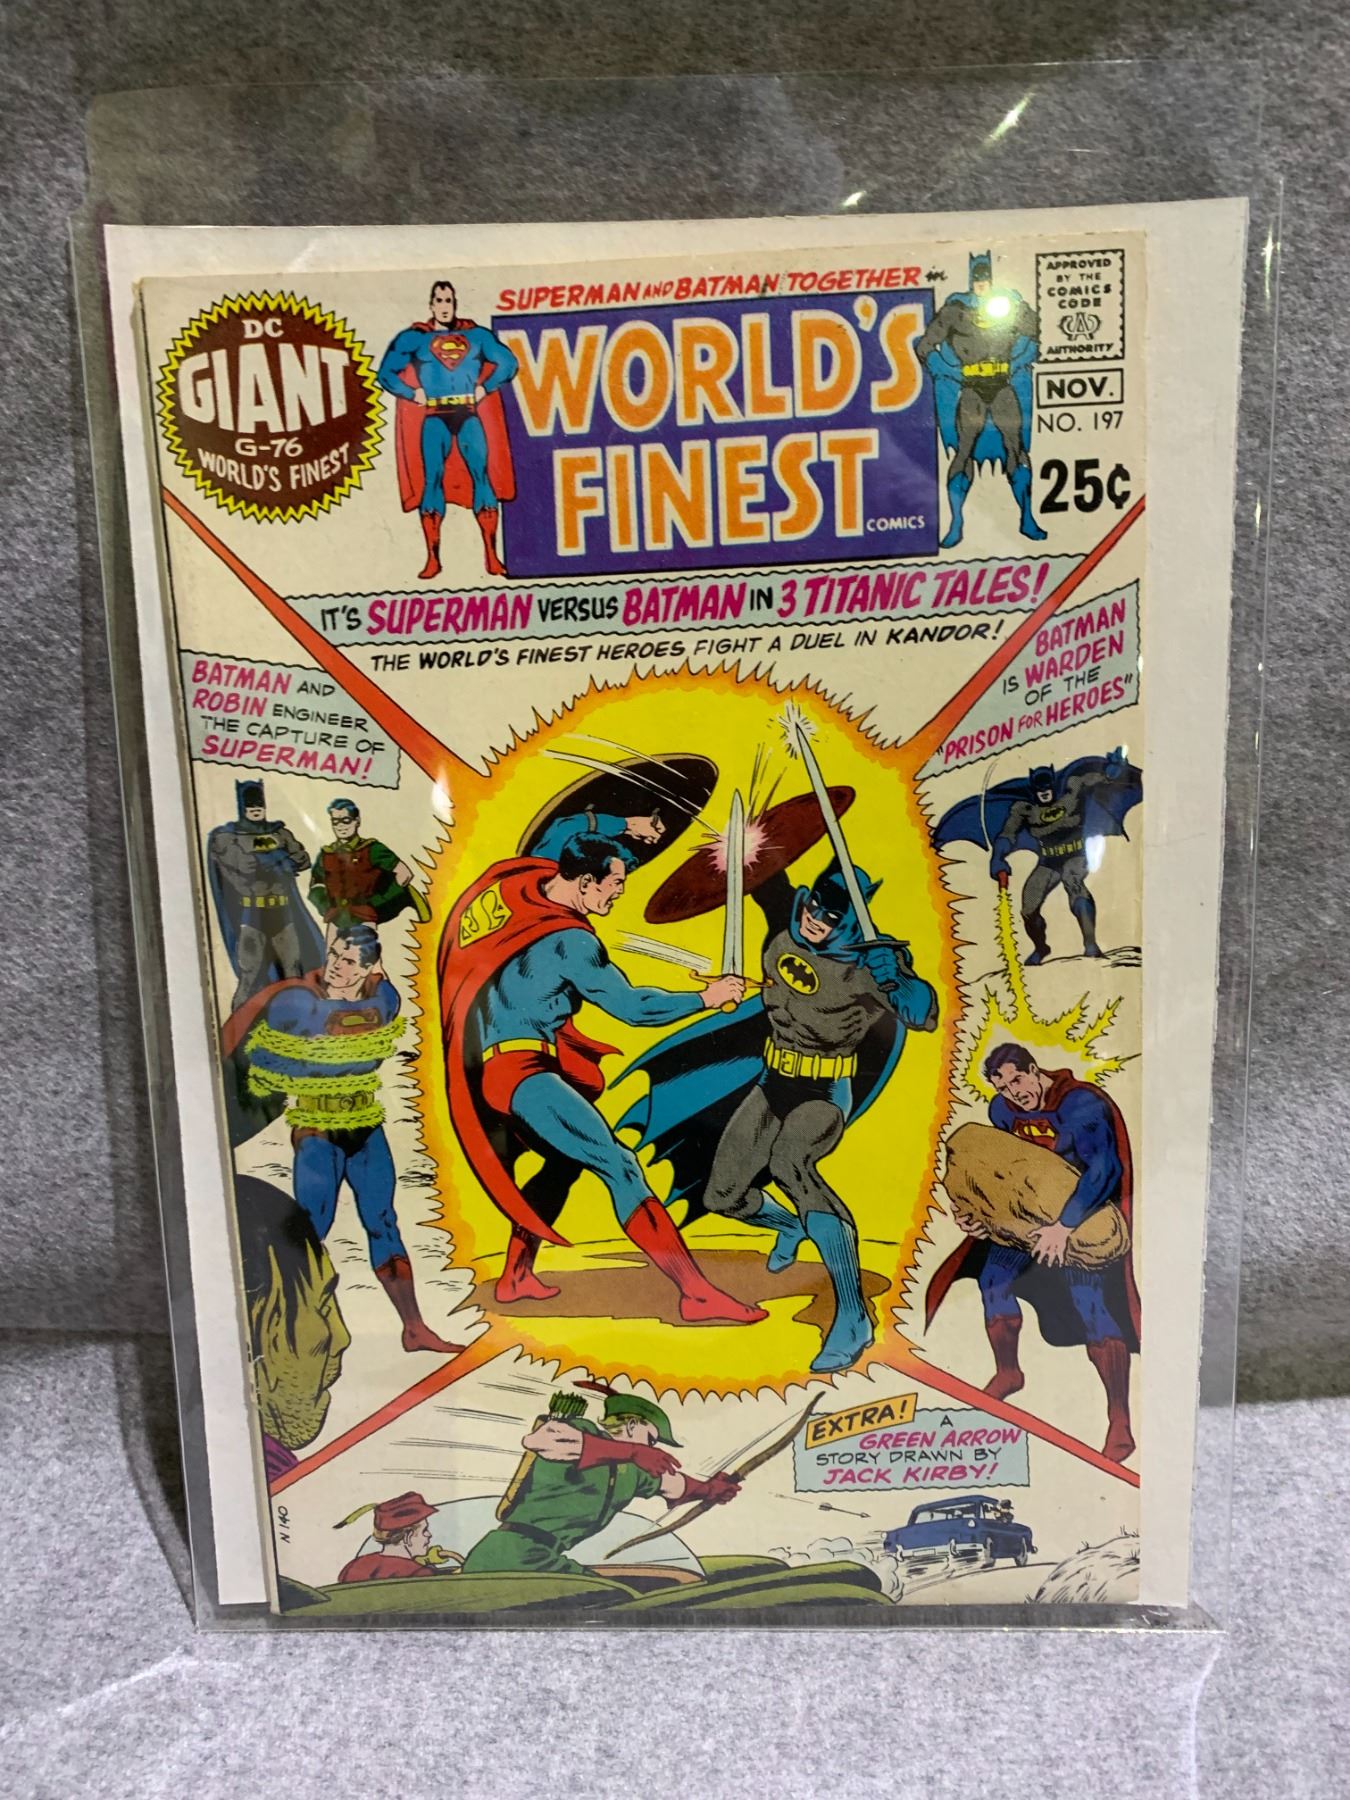 DC
GIANT
G-76
WORLD'S FINEST
SUPERMAN AND BATMAN TOGETHER in
WORLD'S
FINEST
COMICS
APPROVED
BY THE
COMICS
CODE
CA
AUTHORITY
NOV.
NO. 197
25¢
IT'S SUPERMAN VERSUS BATMAN IN 3 TITANIC TALES!
THE WORLD'S FINEST HEROES FIGHT A DUEL IN KANDOR!
BATMAN AND
ROBIN ENGINEER
THE CAPTURE OF
SUPERMAN!
BATMAN
IS WARDEN
OF THE
"PRISON FOR HEROES"
EXTRA!
A
GREEN ARROW
STORY DRAWN BY
JACK KIRBY!
N 140